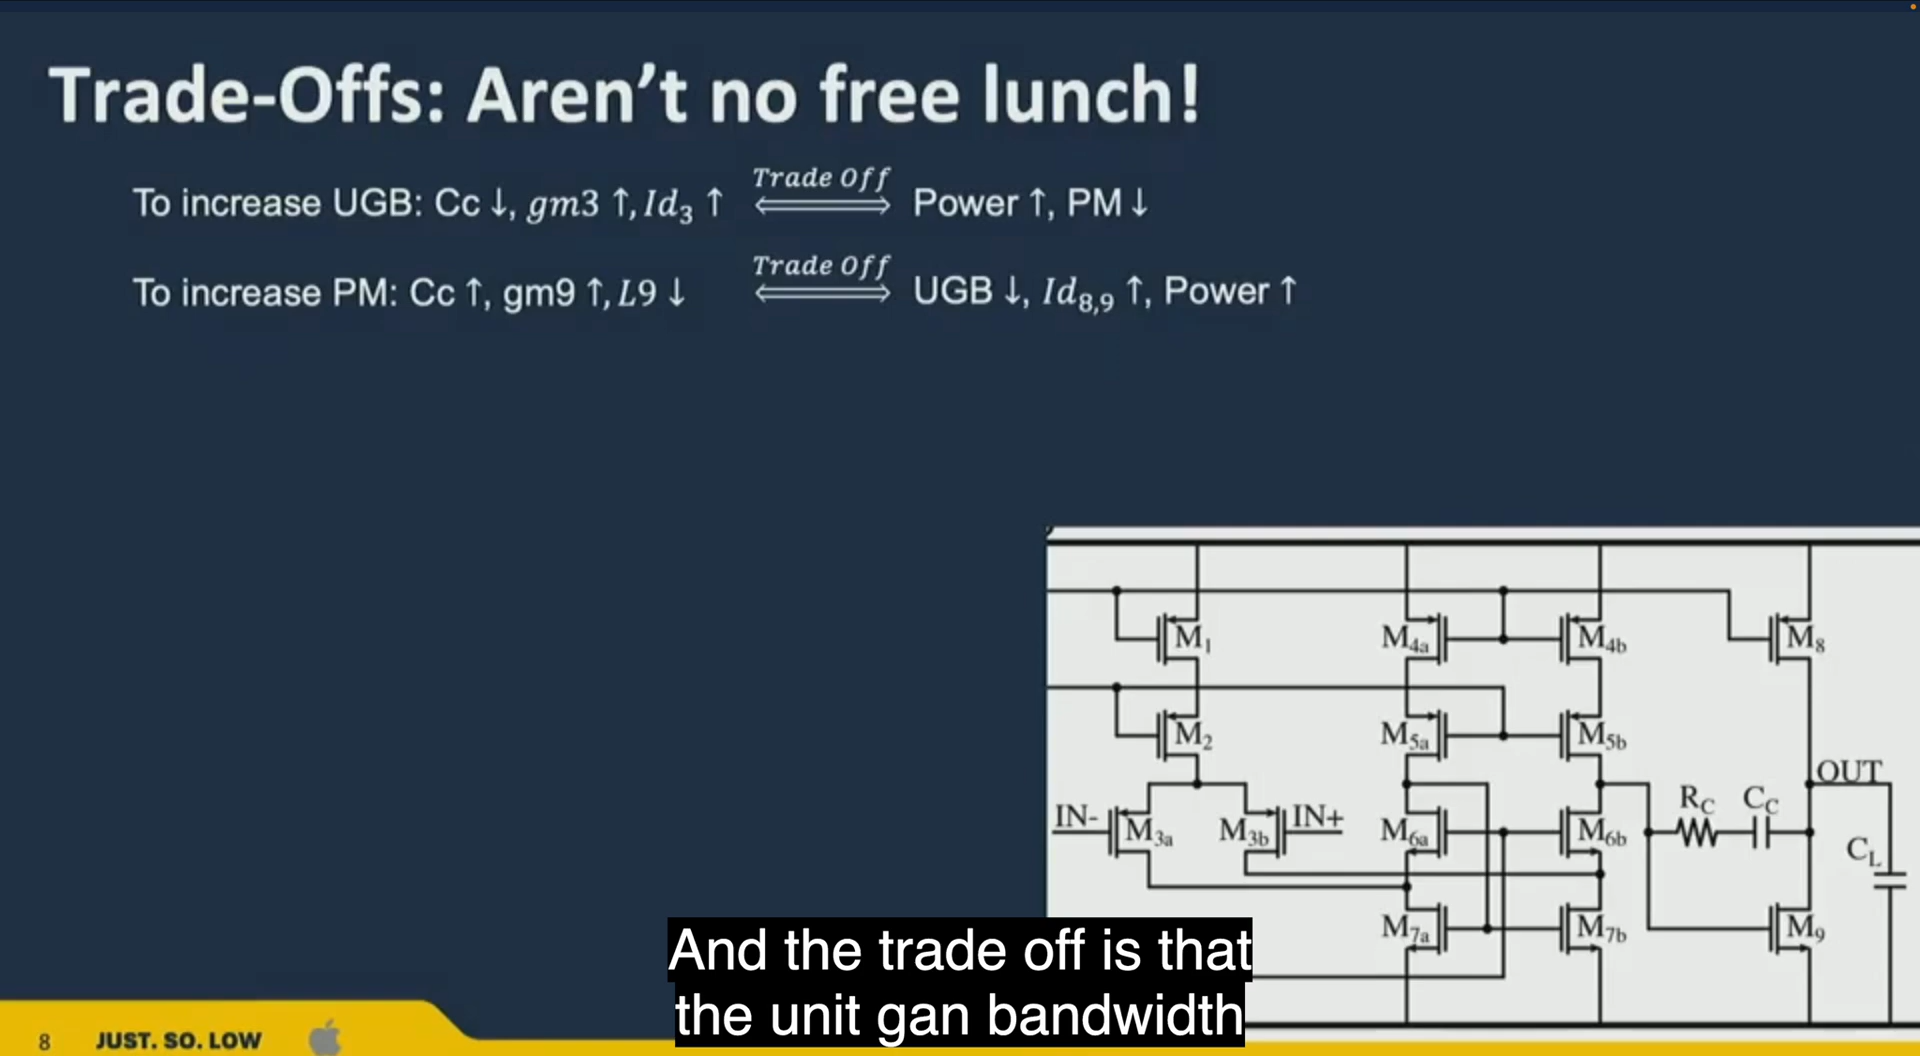 Trade-Offs: Aren't no free lunch!
To increase UGB: Cc ↓, gm3 ↑, Id₃ ↑ Trade Off ⟺ Power ↑, PM ↓
To increase PM: Cc ↑, gm9 ↑, L9 ↓ Trade Off ⟺ UGB ↓, Id₈,₉ ↑, Power ↑
M₁ M₄ₐ M₄b M₈
M₂ M₅ₐ M₅b
OUT
IN- M₃ₐ M₃b IN+ M₆ₐ M₆b R_C C_C C_L
M₇ₐ M₇b M₉
And the trade off is that
the unit gan bandwidth
8 JUST. SO. LOW